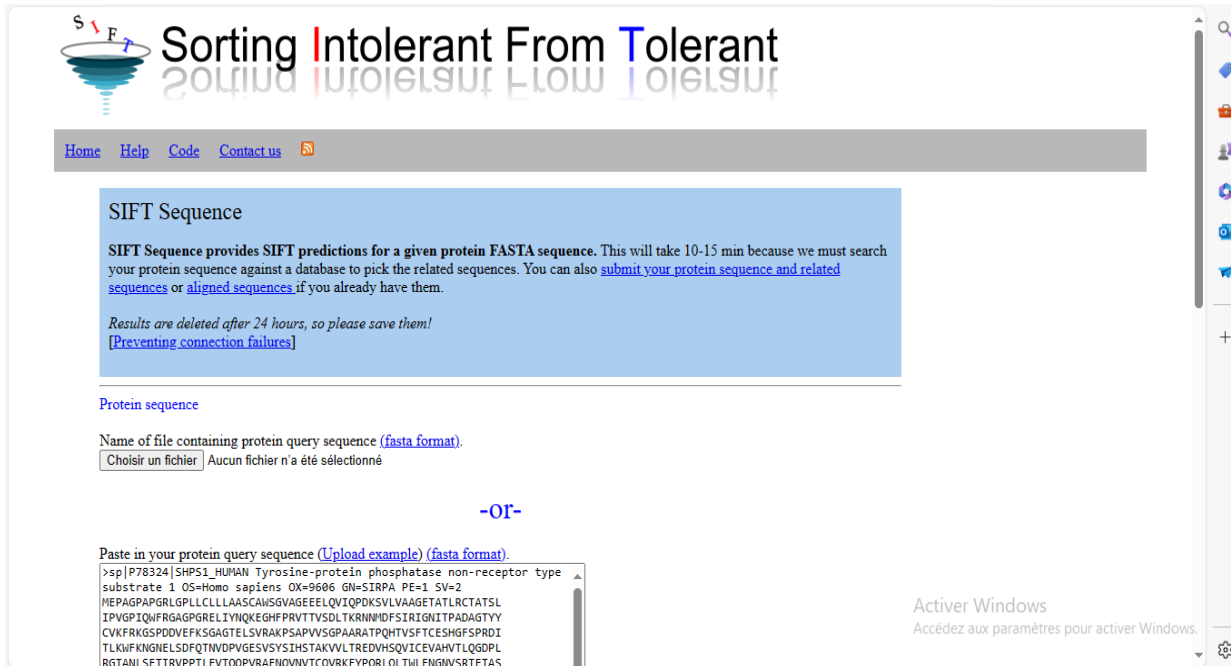 S I F T
Sorting Intolerant From Tolerant
Home Help Code Contact us
SIFT Sequence
SIFT Sequence provides SIFT predictions for a given protein FASTA sequence. This will take 10-15 min because we must search
your protein sequence against a database to pick the related sequences. You can also submit your protein sequence and related
sequences or aligned sequences if you already have them.
Results are deleted after 24 hours, so please save them!
[Preventing connection failures]
Protein sequence
Name of file containing protein query sequence (fasta format).
Choisir un fichier Aucun fichier n'a été sélectionné
-or-
Paste in your protein query sequence (Upload example) (fasta format).
>sp|P78324|SHPS1_HUMAN Tyrosine-protein phosphatase non-receptor type
substrate 1 OS=Homo sapiens OX=9606 GN=SIRPA PE=1 SV=2
MEPAGPAPGRLGPLLCLLLAASCAWSGVAGEEELQVIQPDKSVLVAAGETATLRCTATSL
IPVGPIQWFRGAGPGRELIYNQKEGHFPRVTTVSDLTKRNNMDFSIRIGNITPADAGTYY
CVKFRKGSPDDVEFKSGAGTELSVRAKPSAPVVSGPAARATPQHTVSFTCESHGFSPRDI
TLKWFKNGNELSDFQTNVDPVGESVSYSIHSTAKVVLTREDVHSQVICEVAHVTLQGDPL
RGTANLSETIRVPPTLEVTQQPVRAENQVNVTCQVRKFYPQRLQLTWLENGNVSRTETAS
Activer Windows
Accédez aux paramètres pour activer Windows.